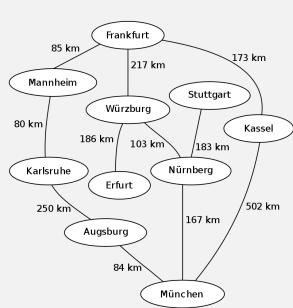 Frankfurt
85 km
217 km
173 km
Mannheim
Würzburg
Stuttgart
Kassel
80 km
186 km
103 km
183 km
Karlsruhe
Erfurt
Nürnberg
250 km
167 km
502 km
Augsburg
84 km
München